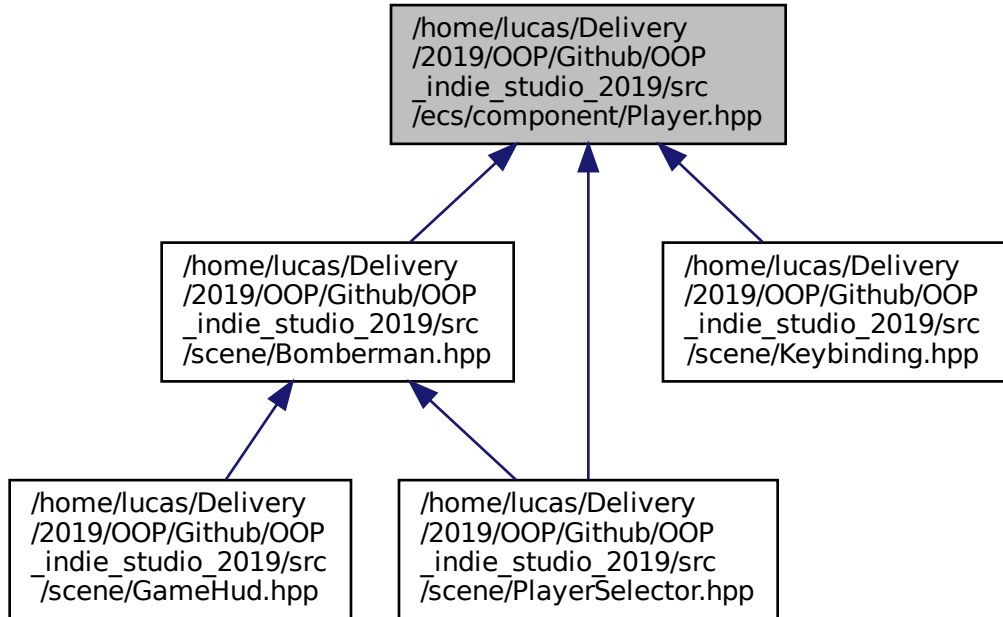 /home/lucas/Delivery
/2019/OOP/Github/OOP
_indie_studio_2019/src
/ecs/component/Player.hpp
/home/lucas/Delivery
/2019/OOP/Github/OOP
_indie_studio_2019/src
/scene/Bomberman.hpp
/home/lucas/Delivery
/2019/OOP/Github/OOP
_indie_studio_2019/src
/scene/Keybinding.hpp
/home/lucas/Delivery
/2019/OOP/Github/OOP
_indie_studio_2019/src
/scene/GameHud.hpp
/home/lucas/Delivery
/2019/OOP/Github/OOP
_indie_studio_2019/src
/scene/PlayerSelector.hpp